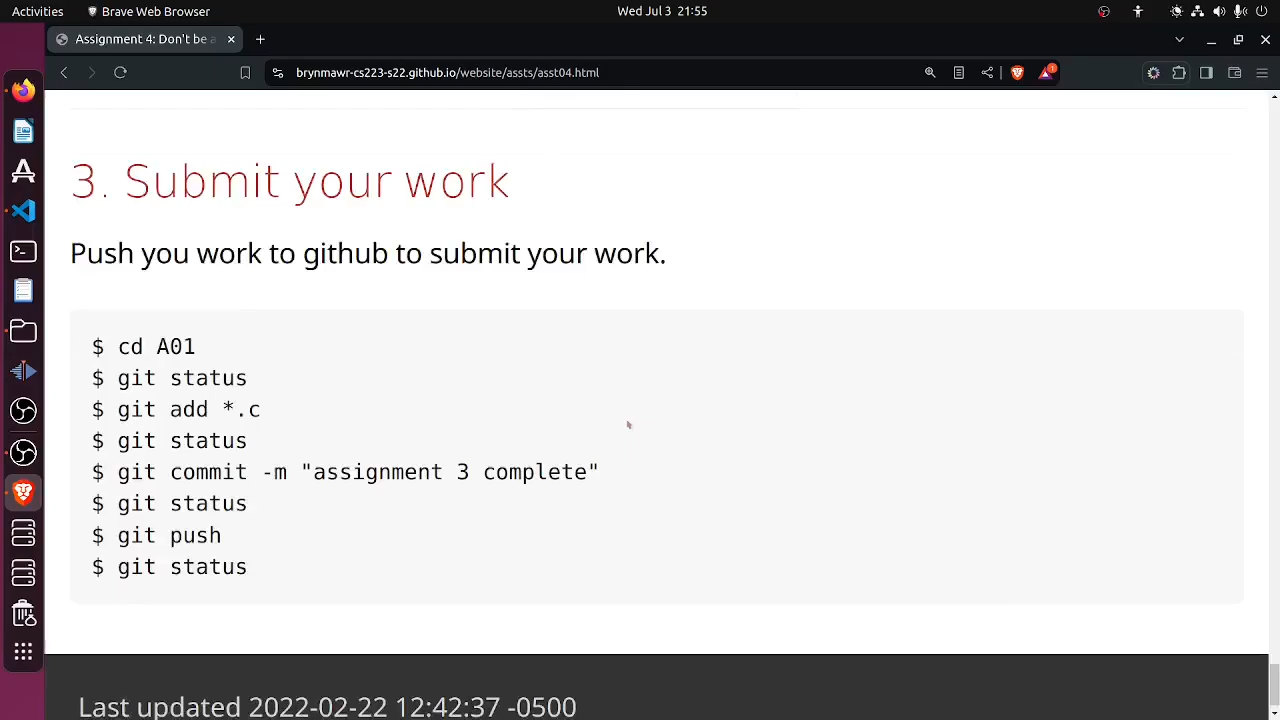 Activities
Brave Web Browser
Wed Jul 3 21:55
Assignment 4: Don't be a
brynmawr-cs223-s22.github.io/website/assts/asst04.html
1
3. Submit your work
Push you work to github to submit your work.
$ cd A01
$ git status
$ git add *.c
$ git status
$ git commit -m "assignment 3 complete"
$ git status
$ git push
$ git status
Last updated 2022-02-22 12:42:37 -0500